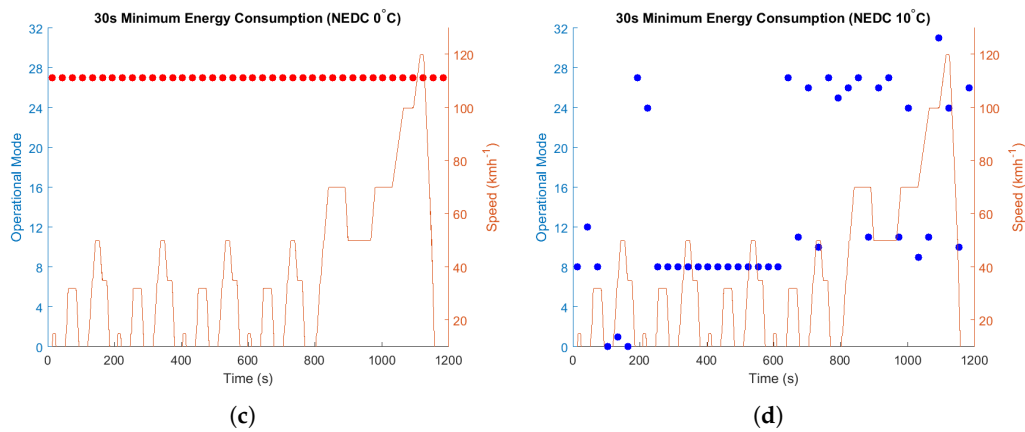 30s Minimum Energy Consumption (NEDC 0°C)
32
28
24
20
16
12
8
4
0
Operational Mode
120
100
80
60
40
20
Speed (kmh⁻¹)
0 200 400 600 800 1000 1200
Time (s)
(c)
30s Minimum Energy Consumption (NEDC 10°C)
32
28
24
20
16
12
8
4
0
Operational Mode
120
100
80
60
40
20
Speed (kmh⁻¹)
0 200 400 600 800 1000 1200
Time (s)
(d)